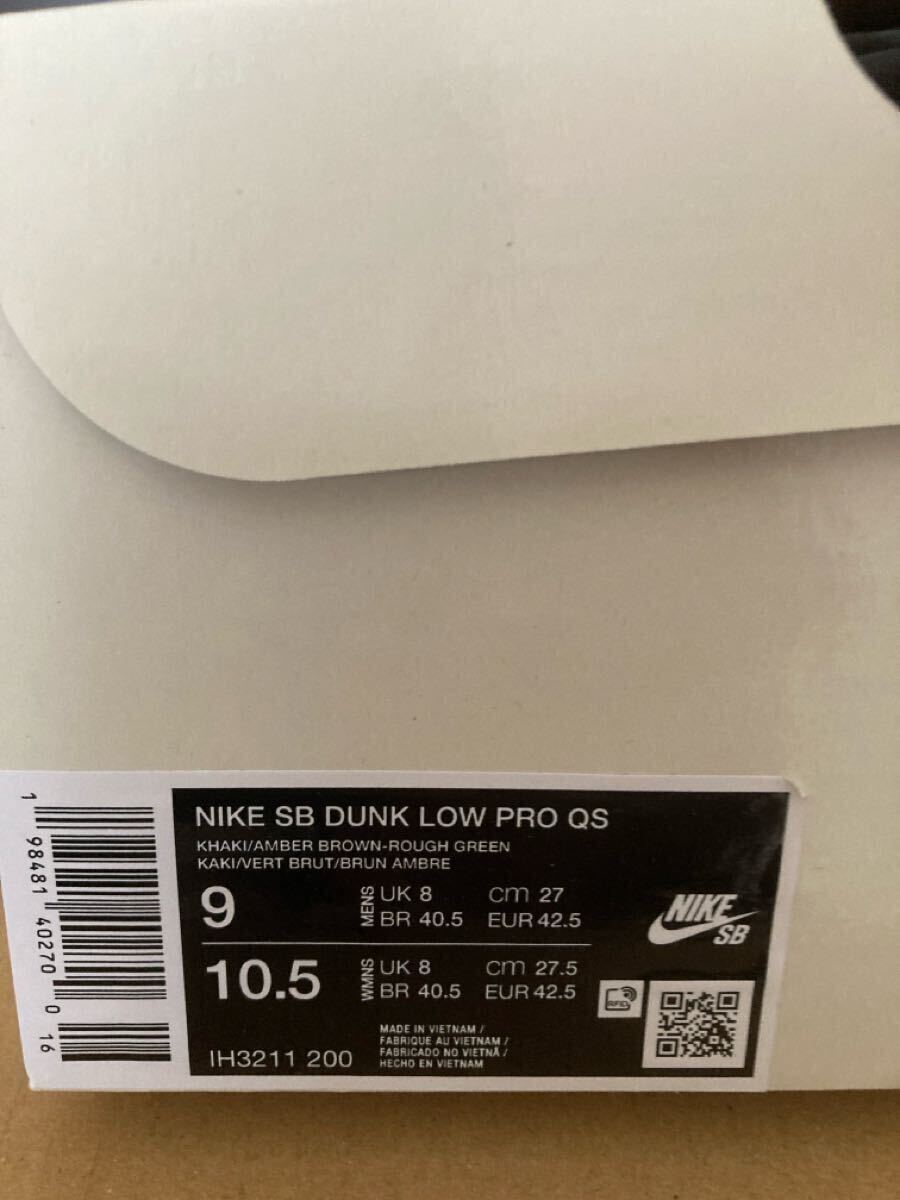 NIKE SB DUNK LOW PRO QS
KHAKI/AMBER BROWN-ROUGH GREEN
KAKI/VERT BRUT/BRUN AMBRE
9 MENS UK 8 cm 27
BR 40.5 EUR 42.5
10.5 WMNS UK 8 cm 27.5
BR 40.5 EUR 42.5
IH3211 200
MADE IN VIETNAM /
FABRIQUE AU VIETNAM /
FABRICADO NO VIETNÃ /
HECHO EN VIETNAM
NIKE
SB
RFID
1 98481 40270 0 16